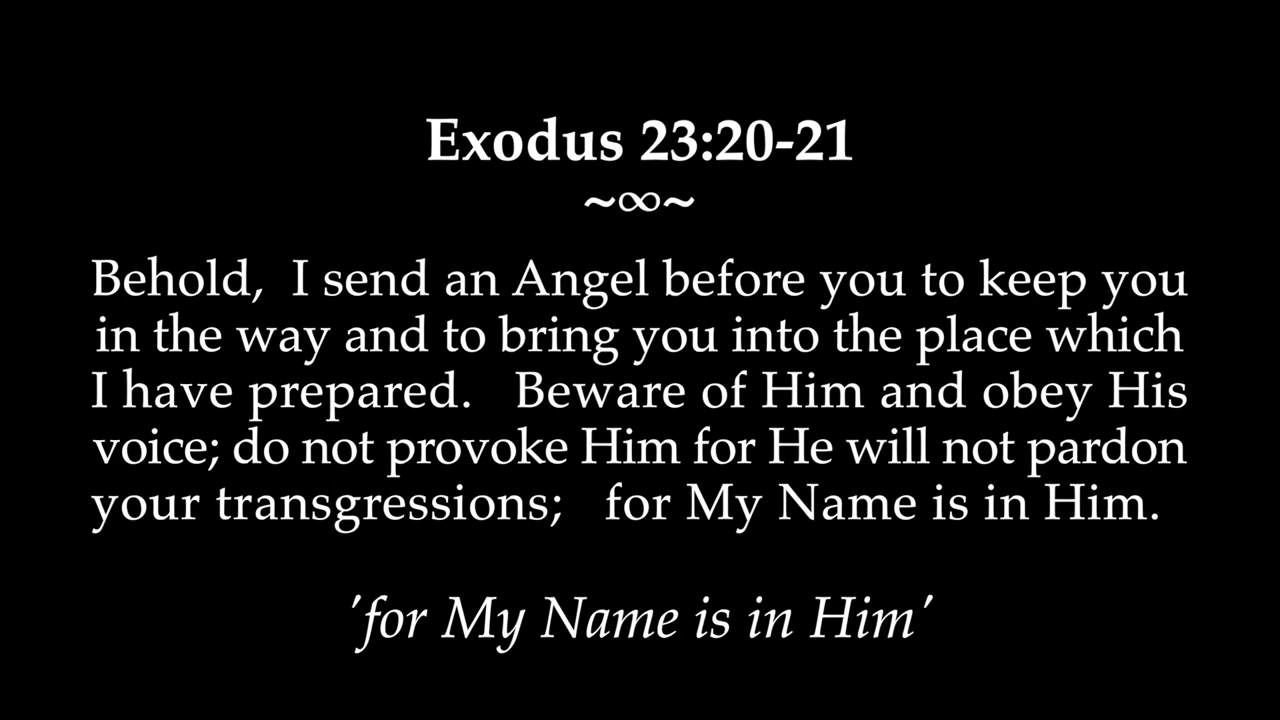 Exodus 23:20-21
~∞~
Behold,  I send an Angel before you to keep you
in the way and to bring you into the place which
I have prepared.   Beware of Him and obey His
voice; do not provoke Him for He will not pardon
your transgressions;   for My Name is in Him.
'for My Name is in Him'